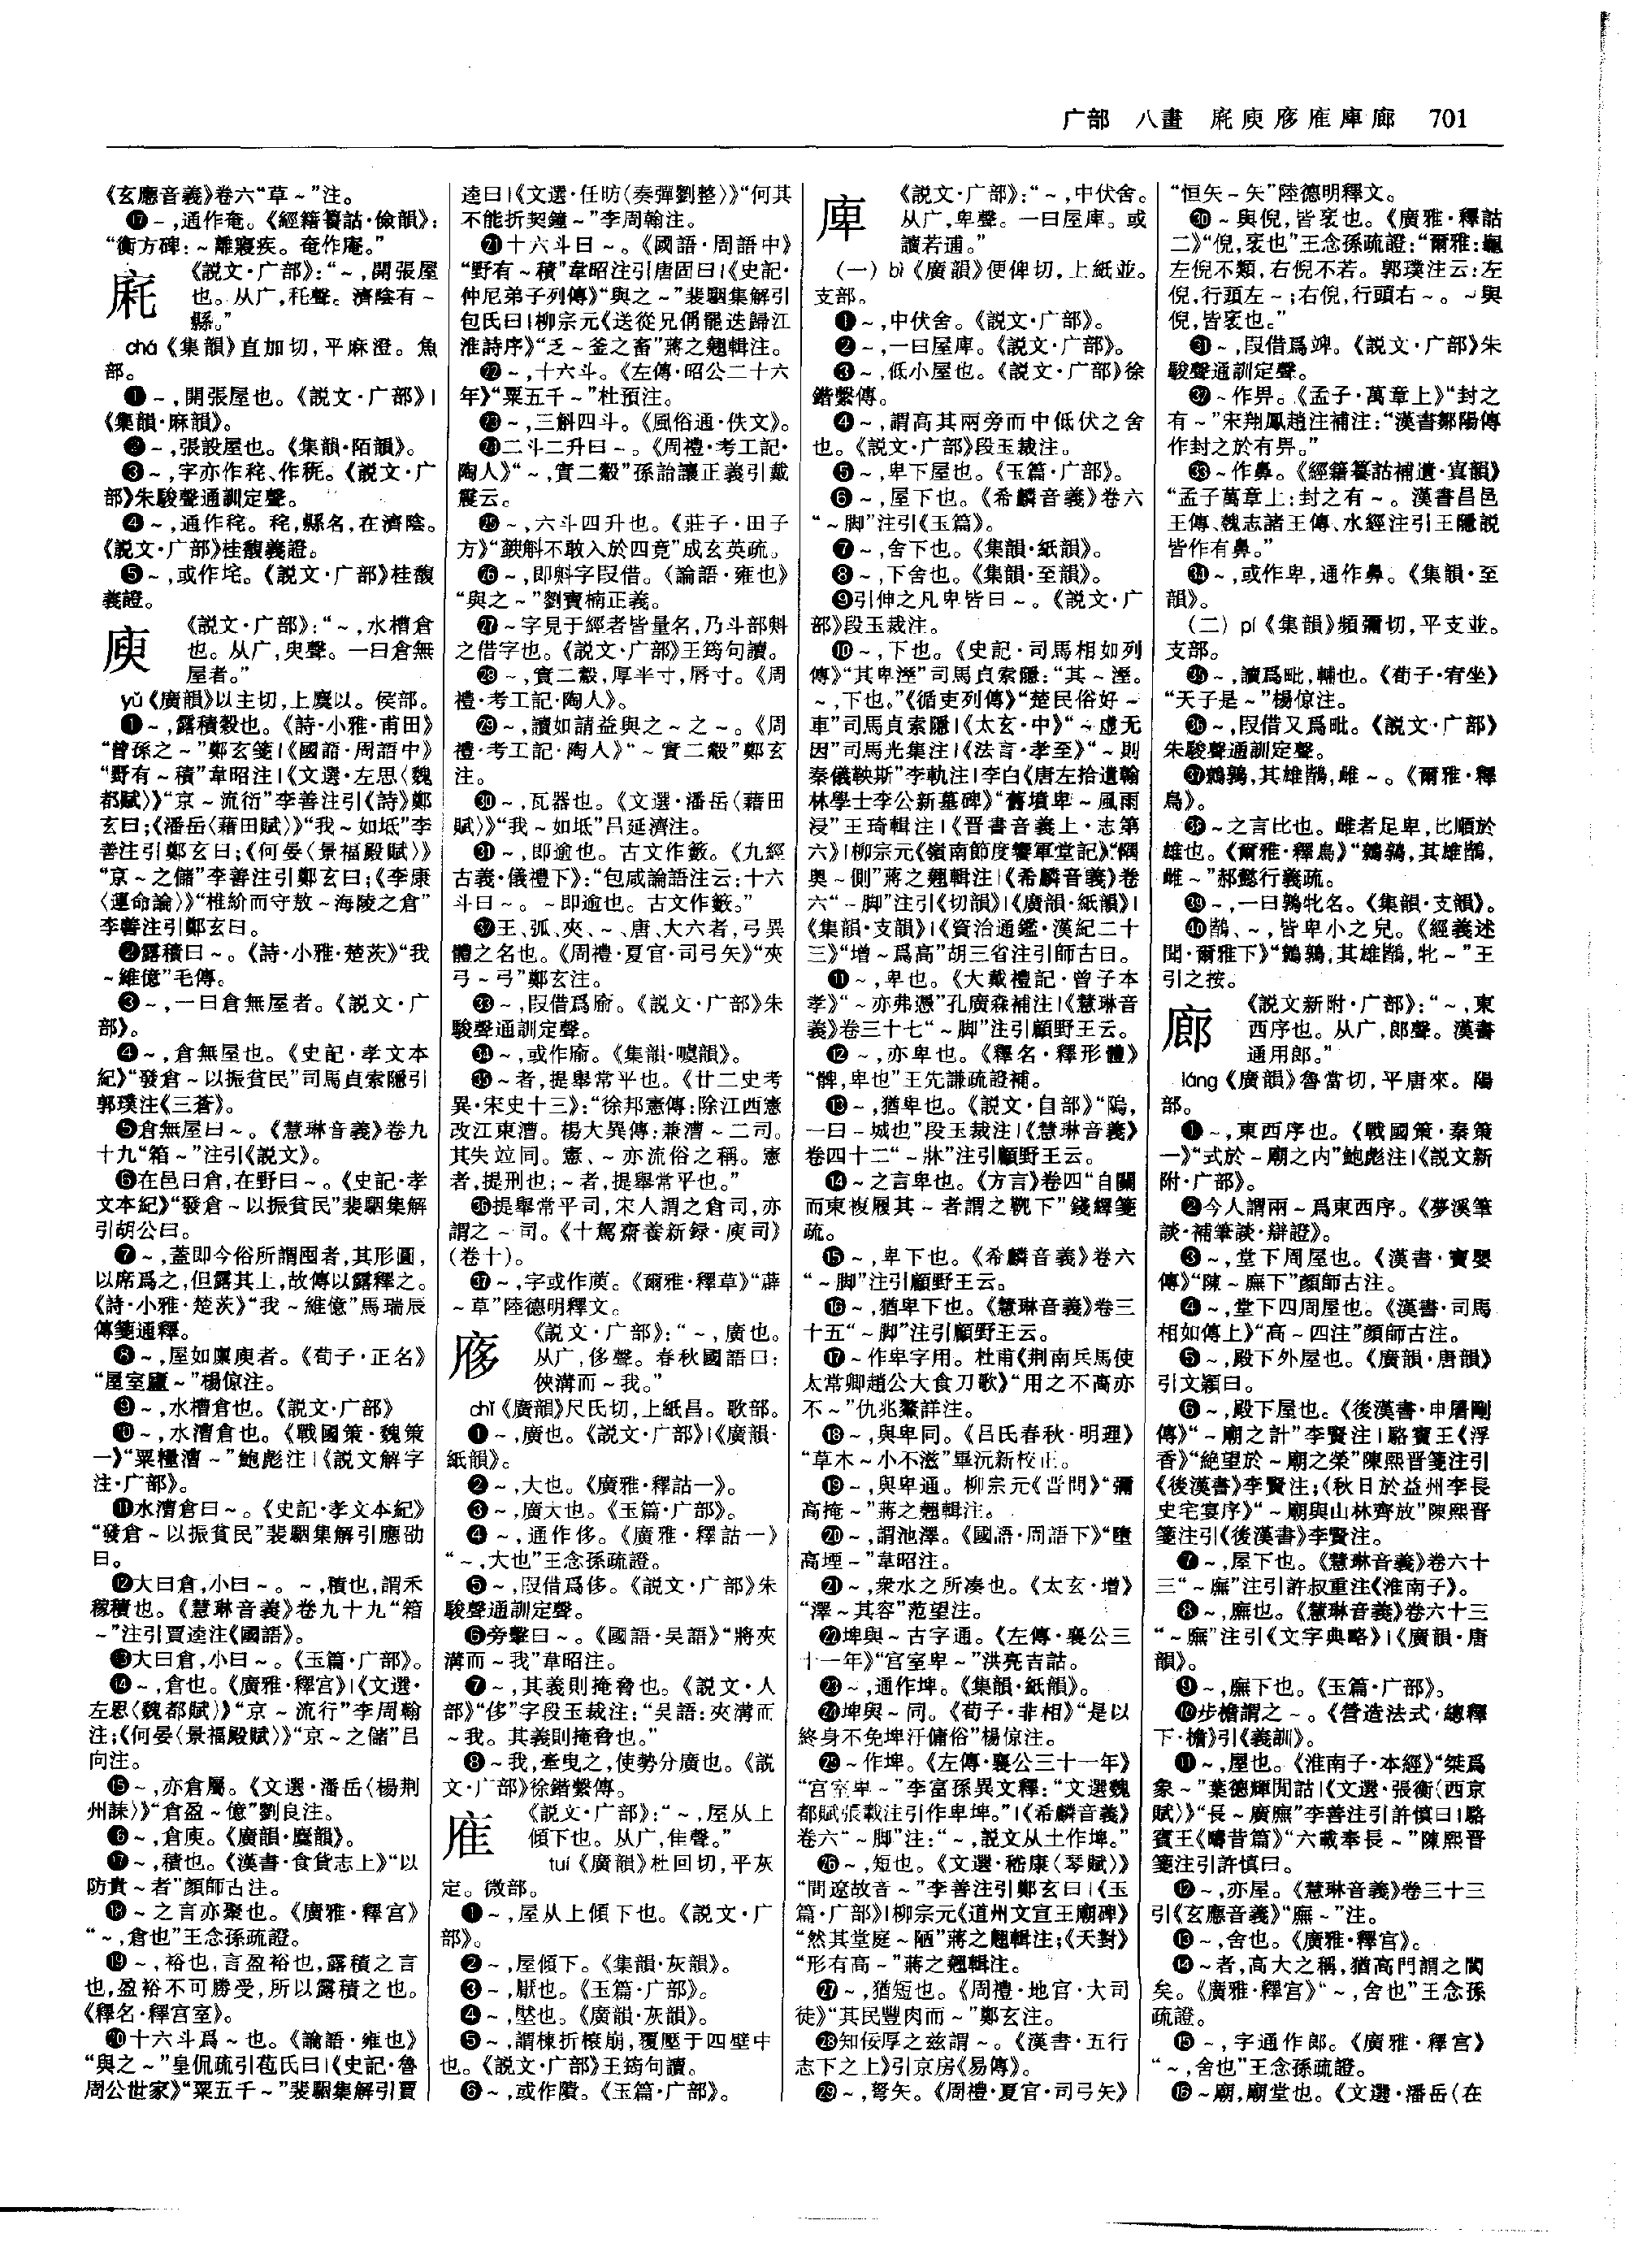 广部　八畫　庣庾廖㢈庳廊　701
《玄應音義》卷六“草～”注。
⓱～,通作奄。《經籍籑詁·儉韻》:
“衡方碑:～離寢疾。奄作庵。”
㡯
《説文·广部》:“～,開張屋
也。从广,秅聲。濟陰有～
縣。”
chá《集韻》直加切,平麻澄。魚
部。
❶～,開張屋也。《説文·广部》|
《集韻·麻韻》。
❷～,張設屋也。《集韻·陌韻》。
❸～,字亦作秺、作秅。《説文·广
部》朱駿聲通訓定聲。
❹～,通作秺。秺,縣名,在濟陰。
《説文·广部》桂馥義證。
❺～,或作垞。《説文·广部》桂馥
義證。
庾
《説文·广部》:“～,水槽倉
也。从广,臾聲。一曰倉無
屋者。”
yǔ《廣韻》以主切,上麌以。侯部。
❶～,露積穀也。《詩·小雅·甫田》
“曾孫之～”鄭玄箋|《國語·周語中》
“野有～積”韋昭注|《文選·左思〈魏
都賦〉》“京～流衍”李善注引《詩》鄭
玄曰;《潘岳〈藉田賦〉》“我～如坻”李
善注引鄭玄曰;《何晏〈景福殿賦〉》
“京～之儲”李善注引鄭玄曰;《李康
〈運命論〉》“椎紒而守敖～海陵之倉”
李善注引鄭玄曰。
❷露積曰～。《詩·小雅·楚茨》“我
～維億”毛傳。
❸～,一曰倉無屋者。《説文·广
部》。
❹～,倉無屋也。《史記·孝文本
紀》“發倉～以振貧民”司馬貞索隱引
郭璞注《三蒼》。
❺倉無屋曰～。《慧琳音義》卷九
十九“箱～”注引《説文》。
❻在邑曰倉,在野曰～。《史記·孝
文本紀》“發倉～以振貧民”裴駰集解
引胡公曰。
❼～,蓋即今俗所謂囤者,其形圓,
以席爲之,但露其上,故傳以露釋之。
《詩·小雅·楚茨》“我～維億”馬瑞辰
傳箋通釋。
❽～,屋如廩庾者。《荀子·正名》
“屋室廬～”楊倞注。
❾～,水槽倉也。《説文·广部》
❿～,水漕倉也。《戰國策·魏策
一》“粟糧漕～”鮑彪注|《説文解字
注·广部》。
⓫水漕倉曰～。《史記·孝文本紀》
“發倉～以振貧民”裴駰集解引應劭
曰。
⓬大曰倉,小曰～。～,積也,謂禾
稼積也。《慧琳音義》卷九十九“箱
～”注引賈逵注《國語》。
⓭大曰倉,小曰～。《玉篇·广部》。
⓮～,倉也。《廣雅·釋宫》|《文選·
左思〈魏都賦〉》“京～流行”李周翰
注;《何晏〈景福殿賦〉》“京～之儲”吕
向注。
⓯～,亦倉屬。《文選·潘岳〈楊荆
州誄〉》“倉盈～億”劉良注。
⓰～,倉庾。《廣韻·麌韻》。
⓱～,積也。《漢書·食貨志上》“以
防貴～者”顔師古注。
⓲～之言亦聚也。《廣雅·釋宫》
“～,倉也”王念孫疏證。
⓳～,裕也,言盈裕也,露積之言
也,盈裕不可勝受,所以露積之也。
《釋名·釋宫室》。
⓴十六斗爲～也。《論語·雍也》
“與之～”皇侃疏引苞氏曰|《史記·魯
周公世家》“粟五千～”裴駰集解引賈
逵曰|《文選·任昉〈奏彈劉整〉》“何其
不能折契鐘～”李周翰注。
㉑十六斗曰～。《國語·周語中》
“野有～積”韋昭注引唐固曰|《史記·
仲尼弟子列傳》“與之～”裴駰集解引
包氏曰|柳宗元《送從兄偁罷选歸江
淮詩序》“乏～釜之畜”蔣之翹輯注。
㉒～,十六斗。《左傳·昭公二十六
年》“粟五千～”杜預注。
㉓～,三斛四斗。《風俗通·佚文》。
㉔二斗二升曰～。《周禮·考工記·
陶人》“～,實二觳”孫詒讓正義引戴
震云。
㉕～,六斗四升也。《莊子·田子
方》“鍭斛不敢入於四竟”成玄英疏。
㉖～,即㪷字叚借。《論語·雍也》
“與之～”劉寶楠正義。
㉗～字見于經者皆量名,乃斗部㪷
之借字也。《説文·广部》王筠句讀。
㉘～,實二觳,厚半寸,脣寸。《周
禮·考工記·陶人》。
㉙～,讀如請益與之～之～。《周
禮·考工記·陶人》“～實二觳”鄭玄
注。
㉚～,瓦器也。《文選·潘岳〈藉田
賦〉》“我～如坻”吕延濟注。
㉛～,即逾也。古文作籔。《九經
古義·儀禮下》:“包咸論語注云:十六
斗曰～。～即逾也。古文作籔。”
㉜王、弧、夾、～、唐、大六者,弓異
體之名也。《周禮·夏官·司弓矢》“夾
弓～弓”鄭玄注。
㉝～,叚借爲廥。《説文·广部》朱
駿聲通訓定聲。
㉞～,或作㡏。《集韻·噳韻》。
㉟～者,提舉常平也。《廿二史考
異·宋史十三》:“徐邦憲傳:除江西憲
改江東漕。楊大異傳:兼漕～二司。
其失竝同。憲、～亦流俗之稱。憲
者,提刑也;～者,提舉常平也。”
㊱提舉常平司,宋人謂之倉司,亦
謂之～司。《十駕齋養新録·庾司》
(卷十)。
㊲～,字或作蔉。《爾雅·釋草》“薜
～草”陸德明釋文。
廖
《説文·广部》:“～,廣也。
从广,侈聲。春秋國語曰:
俠溝而～我。”
chǐ《廣韻》尺氏切,上紙昌。歌部。
❶～,廣也。《説文·广部》|《廣韻·
紙韻》。
❷～,大也。《廣雅·釋詁一》。
❸～,廣大也。《玉篇·广部》。
❹～,通作侈。《廣雅·釋詁一》
“～,大也”王念孫疏證。
❺～,叚借爲侈。《説文·广部》朱
駿聲通訓定聲。
❻旁擊曰～。《國語·吴語》“將夾
溝而～我”韋昭注。
❼～,其義則掩脅也。《説文·人
部》“侈”字段玉裁注:“吴語:夾溝而
～我。其義則掩脅也。”
❽～我,牽曳之,使勢分廣也。《説
文·广部》徐鍇繫傳。
㢈
《説文·广部》:“～,屋从上
傾下也。从广,隹聲。”
tuí《廣韻》杜回切,平灰
定。微部。
❶～,屋从上傾下也。《説文·广
部》。
❷～,屋傾下。《集韻·灰韻》。
❸～,厭也。《玉篇·广部》。
❹～,墜也。《廣韻·灰韻》。
❺～,謂棟折榱崩,覆壓于四壁中
也。《説文·广部》王筠句讀。
❻～,或作隤。《玉篇·广部》。
庳
《説文·广部》:“～,中伏舍。
从广,卑聲。一曰屋庳。或
讀若逋。”
(一) bì《廣韻》便俾切,上紙並。
支部。
❶～,中伏舍。《説文·广部》。
❷～,一曰屋庳。《説文·广部》。
❸～,低小屋也。《説文·广部》徐
鍇繫傳。
❹～,謂高其兩旁而中低伏之舍
也。《説文·广部》段玉裁注。
❺～,卑下屋也。《玉篇·广部》。
❻～,屋下也。《希麟音義》卷六
“～脚”注引《玉篇》。
❼～,舍下也。《集韻·紙韻》。
❽～,下舍也。《集韻·至韻》。
❾引伸之凡卑皆曰～。《説文·广
部》段玉裁注。
❿～,下也。《史記·司馬相如列
傳》“其卑溼”司馬貞索隱:“其～溼。
～,下也。”《循吏列傳》“楚民俗好～
車”司馬貞索隱|《太玄·中》“～虚无
因”司馬光集注|《法言·孝至》“～則
秦儀鞅斯”李軌注|李白《唐左拾遺翰
林學士李公新墓碑》“舊墳卑～風雨
浸”王琦輯注|《晋書音義上·志第
六》|柳宗元《嶺南節度饗軍堂記》“隅
奥～側”蔣之翹輯注|《希麟音義》卷
六“～脚”注引《切韻》|《廣韻·紙韻》|
《集韻·支韻》|《資治通鑑·漢紀二十
三》“增～爲高”胡三省注引師古曰。
⓫～,卑也。《大戴禮記·曾子本
孝》“～亦弗憑”孔廣森補注|《慧琳音
義》卷三十七“～脚”注引顧野王云。
⓬～,亦卑也。《釋名·釋形體》
“髀,卑也”王先謙疏證補。
⓭～,猶卑也。《説文·𨸏部》“隖,
一曰～城也”段玉裁注|《慧琳音義》
卷四十二“～牀”注引顧野王云。
⓮～之言卑也。《方言》卷四“自關
而東複履其～者謂之䩕下”錢繹箋
疏。
⓯～,卑下也。《希麟音義》卷六
“～脚”注引顧野王云。
⓰～,猶卑下也。《慧琳音義》卷三
十五“～脚”注引顧野王云。
⓱～作卑字用。杜甫《荆南兵馬使
太常卿趙公大食刀歌》“用之不高亦
不～”仇兆鰲詳注。
⓲～,與卑同。《吕氏春秋·明理》
“草木～小不滋”畢沅新校正。
⓳～,與卑通。柳宗元《晋問》“彌
高掩～”蔣之翹輯注。
⓴～,謂池澤。《國語·周語下》“墮
高堙～”韋昭注。
㉑～,衆水之所凑也。《太玄·增》
“澤～其容”范望注。
㉒埤與～古字通。《左傳·襄公三
十一年》“宫室卑～”洪亮吉詁。
㉓～,通作埤。《集韻·紙韻》。
㉔埤與～同。《荀子·非相》“是以
終身不免埤汙傭俗”楊倞注。
㉕～作埤。《左傳·襄公三十一年》
“宫室卑～”李富孫異文釋:“文選魏
都賦張載注引作卑埤。”|《希麟音義》
卷六“～脚”注:“～,説文从土作埤。”
㉖～,短也。《文選·嵇康〈琴賦〉》
“間遼故音～”李善注引鄭玄曰|《玉
篇·广部》|柳宗元《道州文宣王廟碑》
“然其堂庭～陋”蔣之翹輯注;《天對》
“形有高～”蔣之翹輯注。
㉗～,猶短也。《周禮·地官·大司
徒》“其民豐肉而～”鄭玄注。
㉘知佞厚之兹謂～。《漢書·五行
志下之上》引京房《易傳》。
㉙～,弩矢。《周禮·夏官·司弓矢》
“恒矢～矢”陸德明釋文。
㉚～與倪,皆衺也。《廣雅·釋詁
二》“倪,衺也”王念孫疏證:“爾雅:龜
左倪不類,右倪不若。郭璞注云:左
倪,行頭左～;右倪,行頭右～。～與
倪,皆衺也。”
㉛～,叚借爲竫。《説文·广部》朱
駿聲通訓定聲。
㉜～作畀。《孟子·萬章上》“封之
有～”宋翔鳳趙注補注:“漢書鄒陽傳
作封之於有畀。”
㉝～作鼻。《經籍籑詁補遺·寘韻》
“孟子萬章上:封之有～。漢書昌邑
王傳、魏志諸王傳、水經注引王隱説
皆作有鼻。”
㉞～,或作卑,通作鼻。《集韻·至
韻》。
(二) pí《集韻》頻彌切,平支並。
支部。
㉟～,讀爲毗,輔也。《荀子·宥坐》
“天子是～”楊倞注。
㊱～,叚借又爲毗。《説文·广部》
朱駿聲通訓定聲。
㊲鷯鶉,其雄鶛,雌～。《爾雅·釋
鳥》。
㊳～之言比也。雌者足卑,比順於
雄也。《爾雅·釋鳥》“鷯鶉,其雄鶛,
雌～”郝懿行義疏。
㊴～,一曰鶉牝名。《集韻·支韻》。
㊵鶛、～,皆卑小之皃。《經義述
聞·爾雅下》“鷯鶉,其雄鶛,牝～”王
引之按。
廊
《説文新附·广部》:“～,東
西序也。从广,郎聲。漢書
通用郎。”
láng《廣韻》魯當切,平唐來。陽
部。
❶～,東西序也。《戰國策·秦策
一》“式於～廟之内”鮑彪注|《説文新
附·广部》。
❷今人謂兩～爲東西序。《夢溪筆
談·補筆談·辯證》。
❸～,堂下周屋也。《漢書·竇嬰
傳》“陳～廡下”顔師古注。
❹～,堂下四周屋也。《漢書·司馬
相如傳上》“高～四注”顔師古注。
❺～,殿下外屋也。《廣韻·唐韻》
引文穎曰。
❻～,殿下屋也。《後漢書·申屠剛
傳》“～廟之計”李賢注|駱賓王《浮
香》“絶望於～廟之榮”陳熙晋箋注引
《後漢書》李賢注;《秋日於益州李長
史宅宴序》“～廟與山林齊放”陳熙晋
箋注引《後漢書》李賢注。
❼～,屋下也。《慧琳音義》卷六十
三“～廡”注引許叔重注《淮南子》。
❽～,廡也。《慧琳音義》卷六十三
“～廡”注引《文字典略》|《廣韻·唐
韻》。
❾～,廡下也。《玉篇·广部》。
❿步檐謂之～。《營造法式·總釋
下·檐》引《義訓》。
⓫～,屋也。《淮南子·本經》“桀爲
象～”葉德輝閒詁|《文選·張衡〈西京
賦〉》“長～廣廡”李善注引許慎曰|駱
賓王《疇昔篇》“六載奉長～”陳熙晋
箋注引許慎曰。
⓬～,亦屋。《慧琳音義》卷三十三
引《玄應音義》“廡～”注。
⓭～,舍也。《廣雅·釋宫》。
⓮～者,高大之稱,猶高門謂之閌
矣。《廣雅·釋宫》“～,舍也”王念孫
疏證。
⓯～,字通作郎。《廣雅·釋宫》
“～,舍也”王念孫疏證。
⓰～廟,廟堂也。《文選·潘岳〈在